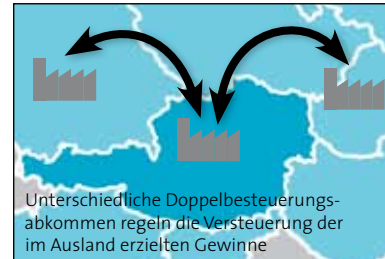 Unterschiedliche Doppelbesteuerungs-
abkommen regeln die Versteuerung der
im Ausland erzielten Gewinne